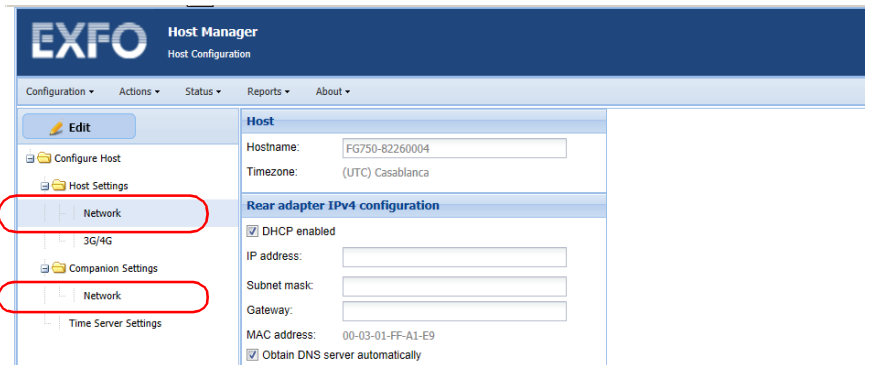 EXFO
Host Manager
Host Configuration
Configuration Actions Status Reports About
Edit
Configure Host
Host Settings
Network
3G/4G
Companion Settings
Network
Time Server Settings
Host
Hostname: FG750-82260004
Timezone: (UTC) Casablanca
Rear adapter IPv4 configuration
DHCP enabled
IP address:
Subnet mask:
Gateway:
MAC address: 00-03-01-FF-A1-E9
Obtain DNS server automatically